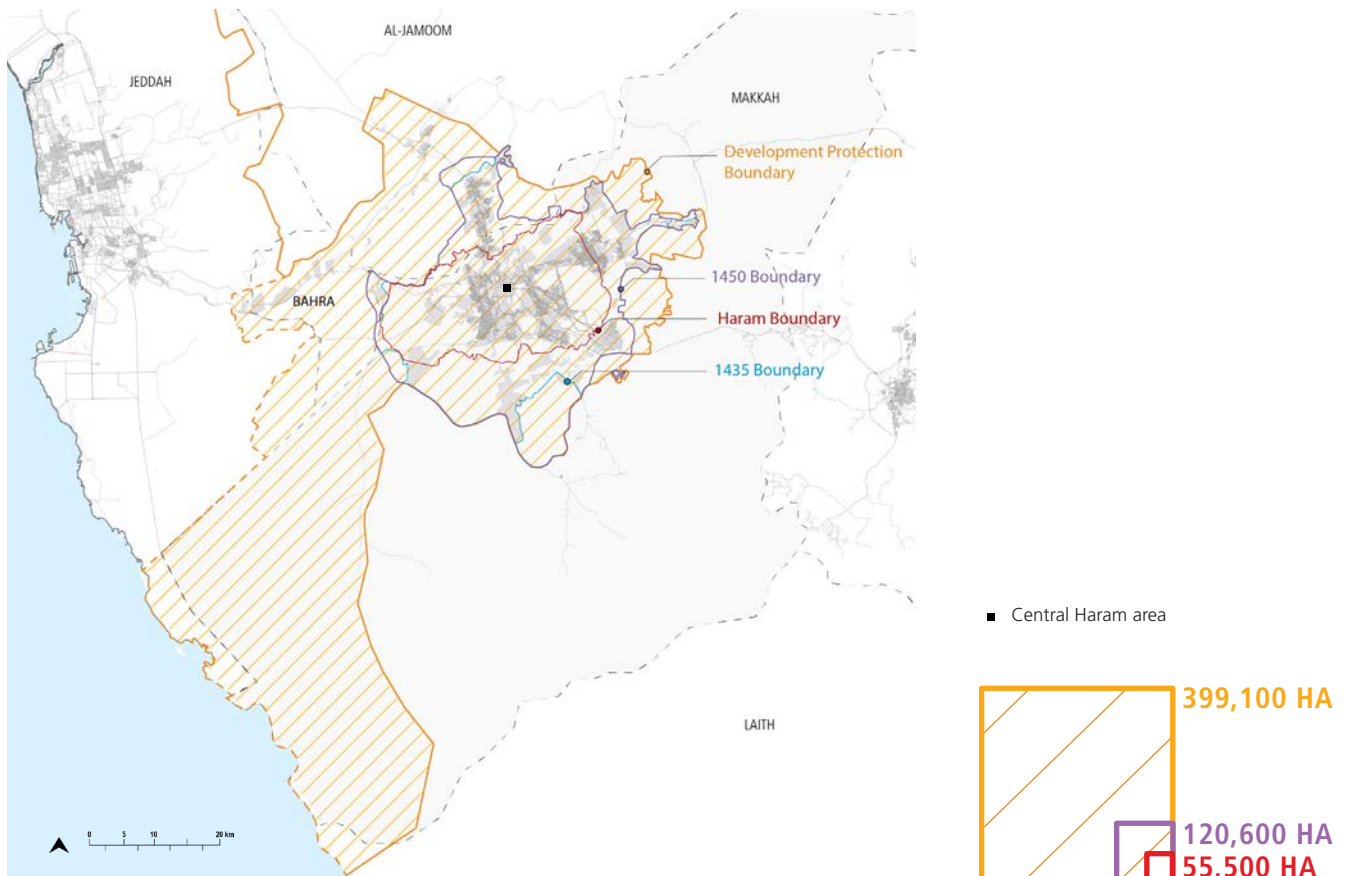 AL-JAMOOM
JEDDAH
MAKKAH
Development Protection
Boundary
1450 Boundary
BAHRA
Haram Boundary
1435 Boundary
Central Haram area
399,100 HA
LAITH
120,600 HA
0 5 10 20 km
55,500 HA